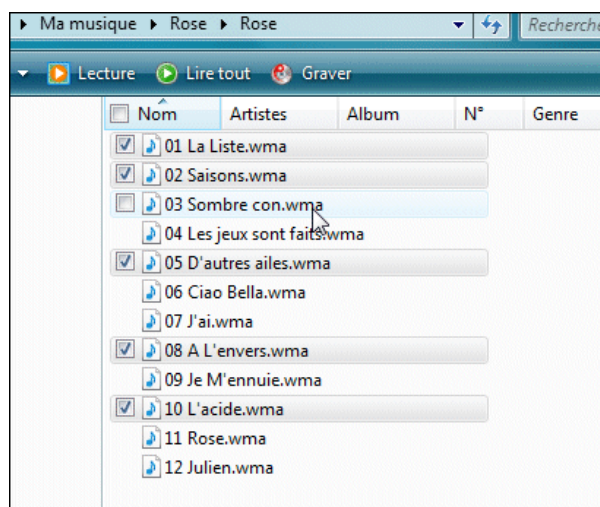 Ma musique Rose Rose Recherche
Lecture Lire tout Graver
Nom Artistes Album N° Genre
01 La Liste.wma
02 Saisons.wma
03 Sombre con.wma
04 Les jeux sont faits.wma
05 D'autres ailes.wma
06 Ciao Bella.wma
07 J'ai.wma
08 A L'envers.wma
09 Je M'ennuie.wma
10 L'acide.wma
11 Rose.wma
12 Julien.wma